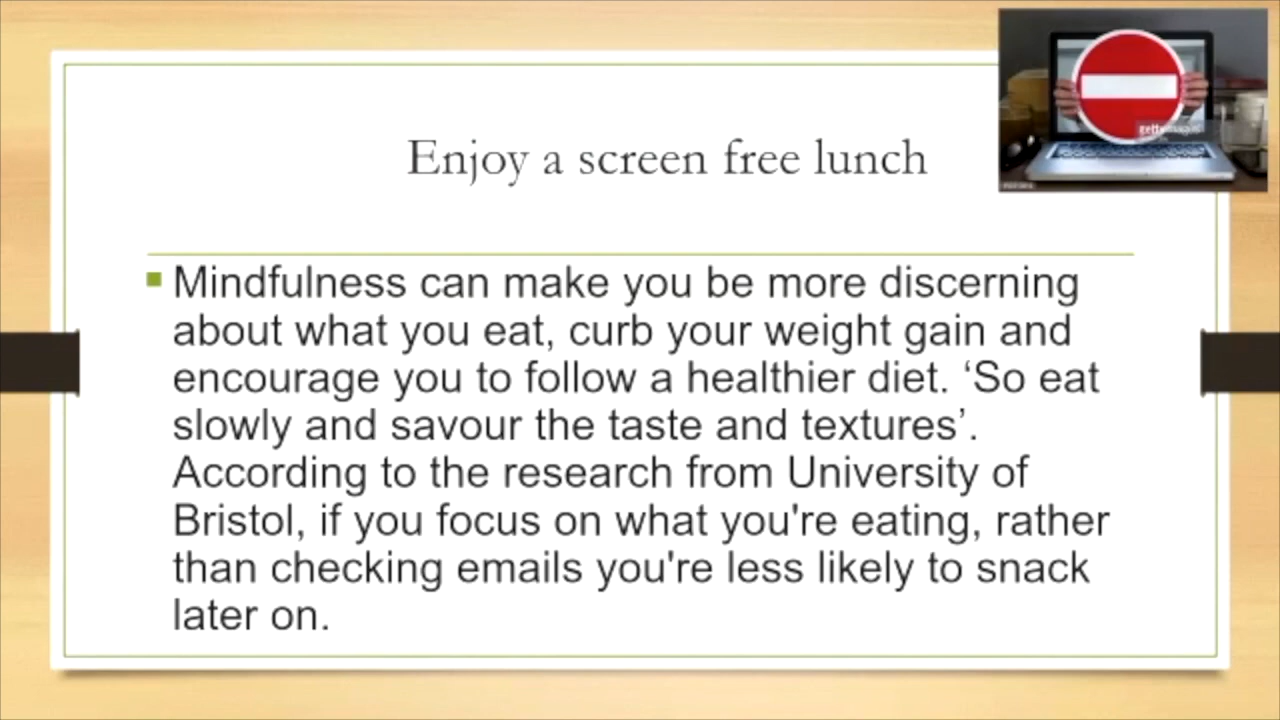 Enjoy a screen free lunch
Mindfulness can make you be more discerning
about what you eat, curb your weight gain and
encourage you to follow a healthier diet. ‘So eat
slowly and savour the taste and textures’.
According to the research from University of
Bristol, if you focus on what you're eating, rather
than checking emails you're less likely to snack
later on.